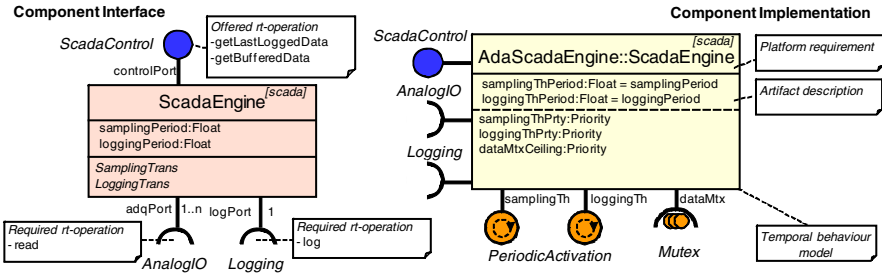 Component Interface
Offered rt-operation
-getLastLoggedData
-getBufferedData
ScadaControl
controlPort
[scada]
ScadaEngine
samplingPeriod:Float
loggingPeriod:Float
SamplingTrans
LoggingTrans
adqPort
1..n
logPort
1
Required rt-operation
- read
AnalogIO
Logging
Required rt-operation
- log
Component Implementation
ScadaControl
[scada]
AdaScadaEngine::ScadaEngine
Platform requirement
AnalogIO
samplingThPeriod:Float = samplingPeriod
loggingThPeriod:Float = loggingPeriod
Artifact description
samplingThPrty:Priority
loggingThPrty:Priority
dataMtxCeiling:Priority
Logging
samplingTh
loggingTh
dataMtx
PeriodicActivation
Mutex
Temporal behaviour
model